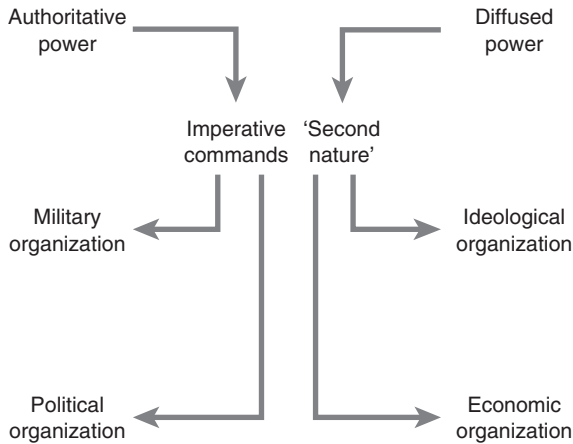 Authoritative
power
Diffused
power
Imperative
commands
‘Second
nature’
Military
organization
Ideological
organization
Political
organization
Economic
organization